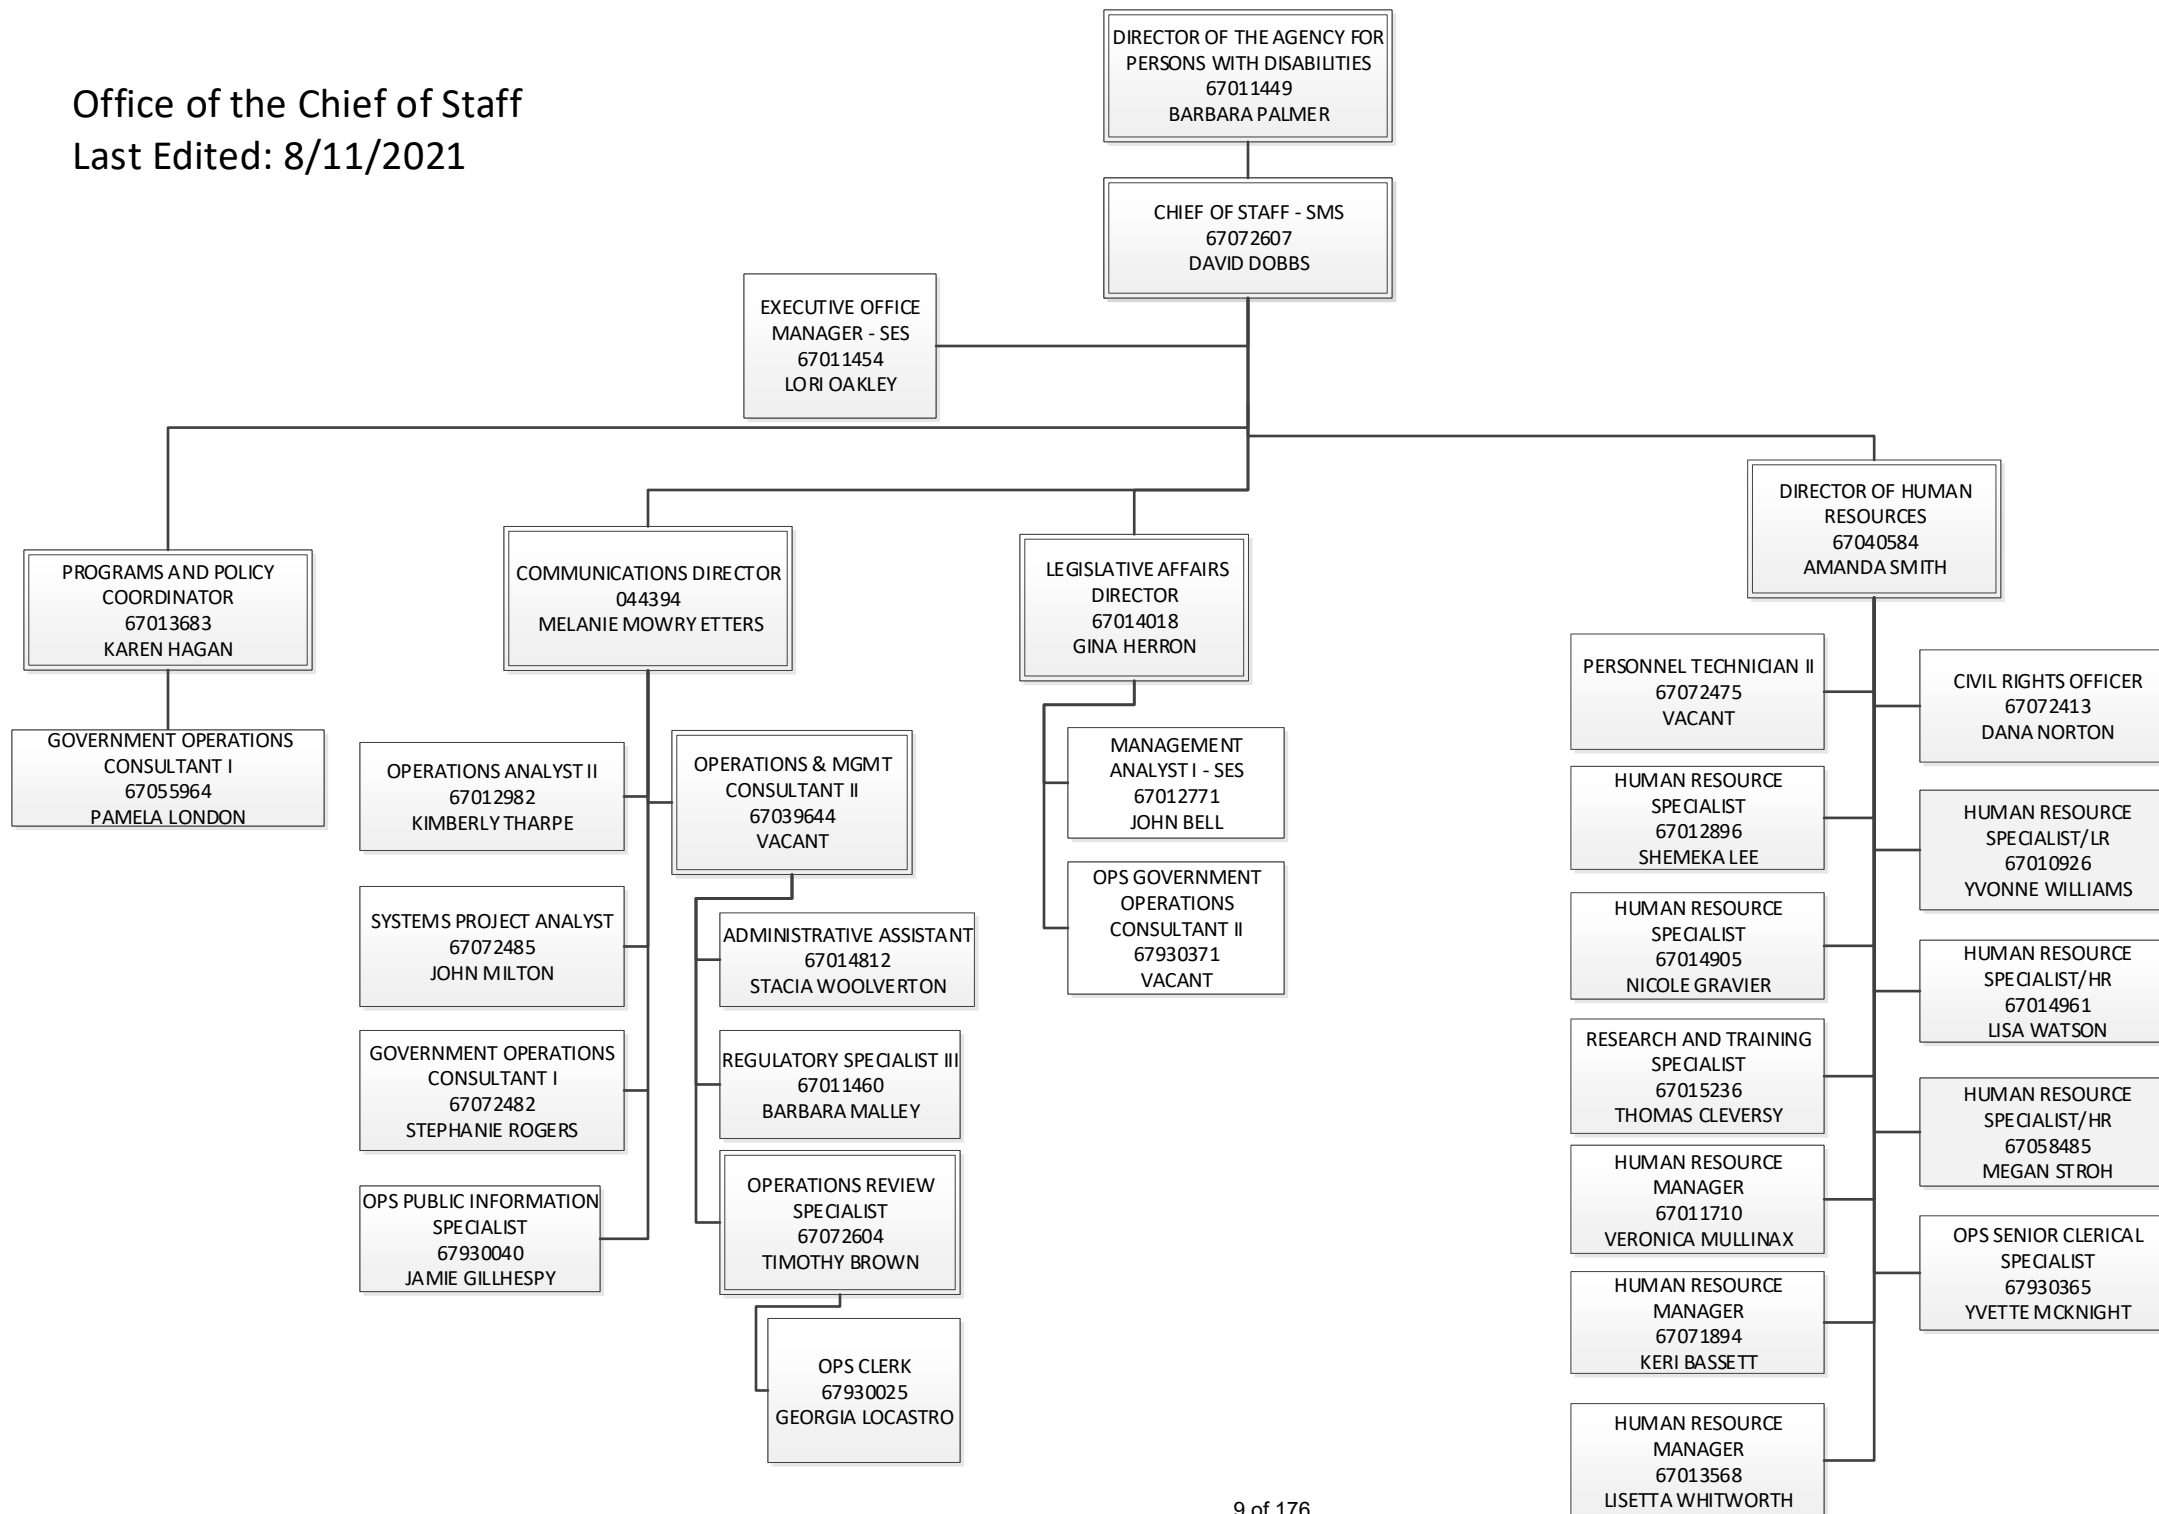 Office of the Chief of Staff
Last Edited: 8/11/2021
DIRECTOR OF THE AGENCY FOR
PERSONS WITH DISABILITIES
67011449
BARBARA PALMER
CHIEF OF STAFF - SMS
67072607
DAVID DOBBS
EXECUTIVE OFFICE
MANAGER - SES
67011454
LORI OAKLEY
PROGRAMS AND POLICY
COORDINATOR
67013683
KAREN HAGAN
GOVERNMENT OPERATIONS
CONSULTANT I
67055964
PAMELA LONDON
COMMUNICATIONS DIRECTOR
044394
MELANIE MOWRY ETTERS
OPERATIONS ANALYST II
67012982
KIMBERLY THARPE
SYSTEMS PROJECT ANALYST
67072485
JOHN MILTON
GOVERNMENT OPERATIONS
CONSULTANT I
67072482
STEPHANIE ROGERS
OPS PUBLIC INFORMATION
SPECIALIST
67930040
JAMIE GILLHESPY
OPERATIONS & MGMT
CONSULTANT II
67039644
VACANT
ADMINISTRATIVE ASSISTANT
67014812
STACIA WOOLVERTON
REGULATORY SPECIALIST III
67011460
BARBARA MALLEY
OPERATIONS REVIEW
SPECIALIST
67072604
TIMOTHY BROWN
OPS CLERK
67930025
GEORGIA LOCASTRO
LEGISLATIVE AFFAIRS
DIRECTOR
67014018
GINA HERRON
MANAGEMENT
ANALYST I - SES
67012771
JOHN BELL
OPS GOVERNMENT
OPERATIONS
CONSULTANT II
67930371
VACANT
DIRECTOR OF HUMAN
RESOURCES
67040584
AMANDA SMITH
PERSONNEL TECHNICIAN II
67072475
VACANT
HUMAN RESOURCE
SPECIALIST
67012896
SHEMEKA LEE
HUMAN RESOURCE
SPECIALIST
67014905
NICOLE GRAVIER
RESEARCH AND TRAINING
SPECIALIST
67015236
THOMAS CLEVERSY
HUMAN RESOURCE
MANAGER
67011710
VERONICA MULLINAX
HUMAN RESOURCE
MANAGER
67071894
KERI BASSETT
HUMAN RESOURCE
MANAGER
67013568
LISETTA WHITWORTH
CIVIL RIGHTS OFFICER
67072413
DANA NORTON
HUMAN RESOURCE
SPECIALIST/LR
67010926
YVONNE WILLIAMS
HUMAN RESOURCE
SPECIALIST/HR
67014961
LISA WATSON
HUMAN RESOURCE
SPECIALIST/HR
67058485
MEGAN STROH
OPS SENIOR CLERICAL
SPECIALIST
67930365
YVETTE MCKNIGHT
9 of 176